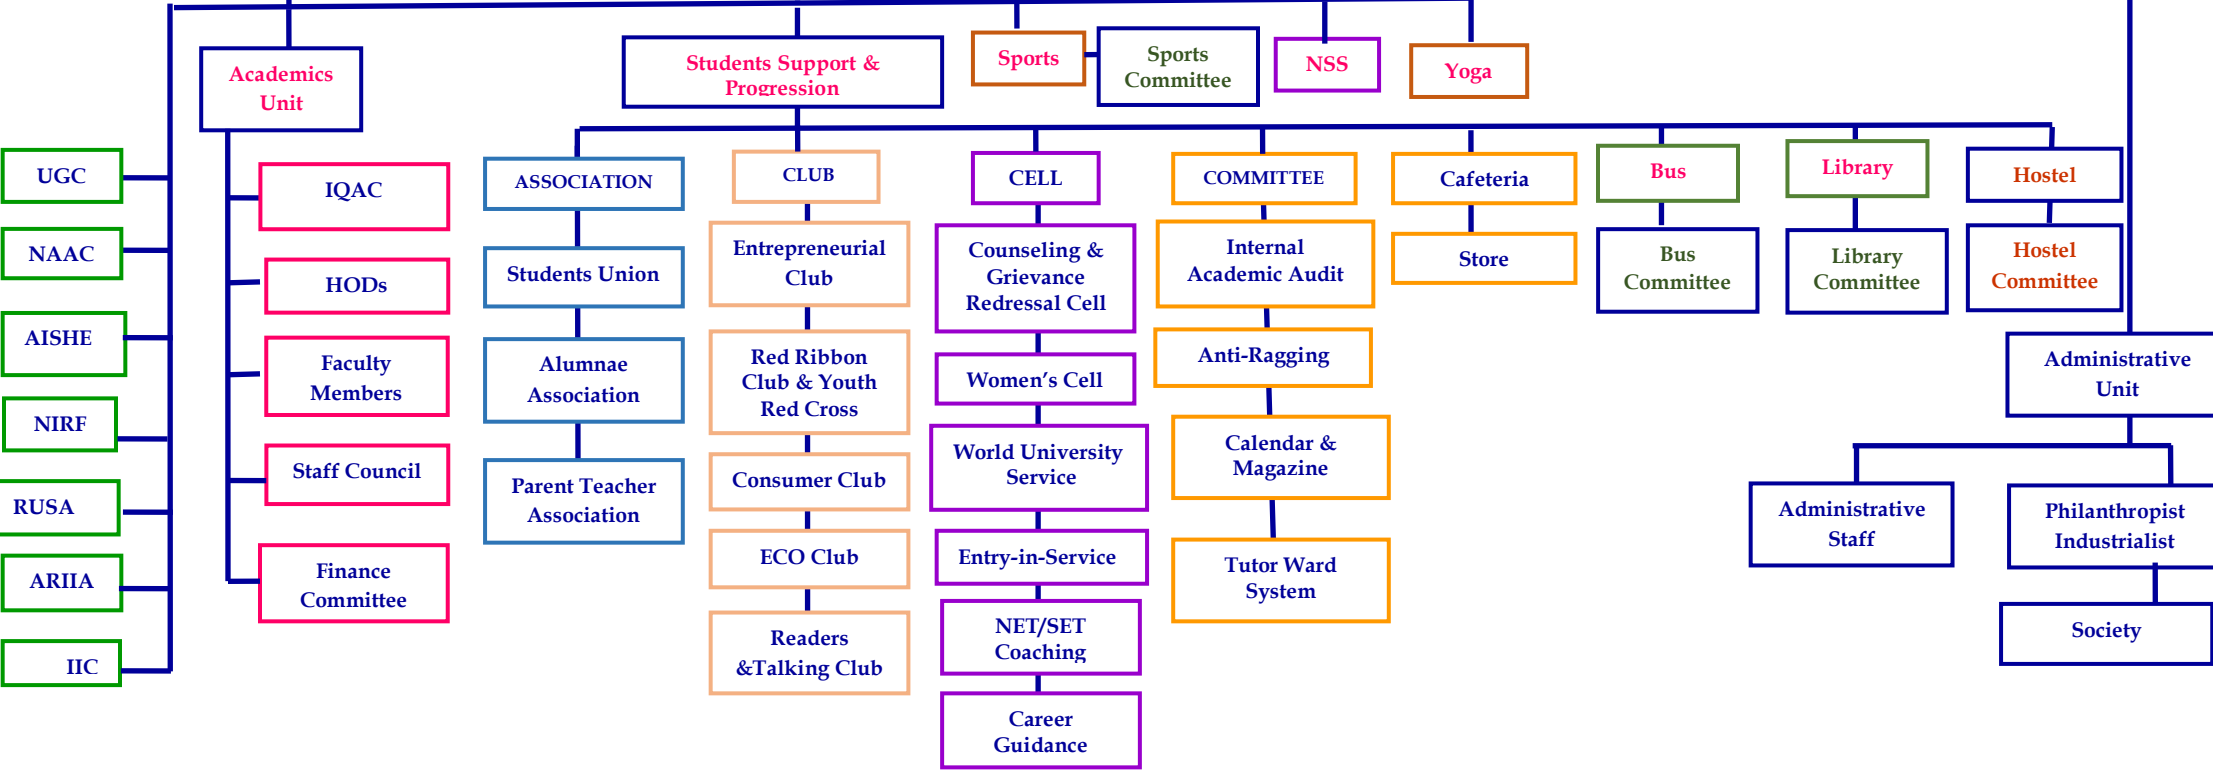 Academics
Unit
Students Support &
Progression
Sports
Sports
Committee
NSS
Yoga
UGC
NAAC
AISHE
NIRF
RUSA
ARIIA
IIC
IQAC
HODs
Faculty
Members
Staff Council
Finance
Committee
ASSOCIATION
Students Union
Alumnae
Association
Parent Teacher
Association
CLUB
Entrepreneurial
Club
Red Ribbon
Club & Youth
Red Cross
Consumer Club
ECO Club
Readers
&Talking Club
CELL
Counseling &
Grievance
Redressal Cell
Women’s Cell
World University
Service
Entry-in-Service
NET/SET
Coaching
Career
Guidance
COMMITTEE
Internal
Academic Audit
Anti-Ragging
Calendar &
Magazine
Tutor Ward
System
Cafeteria
Store
Bus
Bus
Committee
Library
Library
Committee
Hostel
Hostel
Committee
Administrative
Unit
Administrative
Staff
Philanthropist
Industrialist
Society